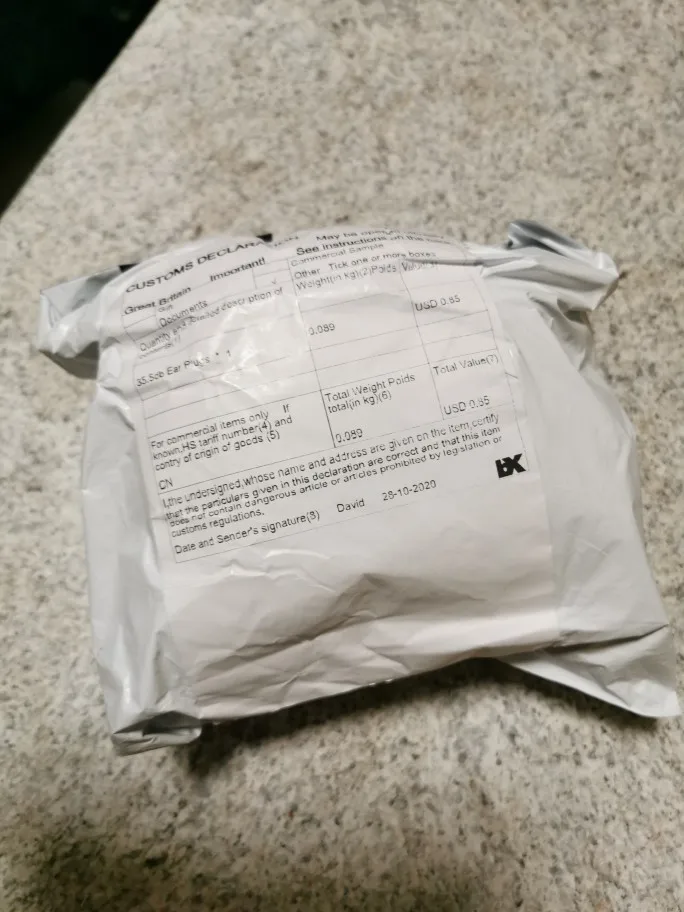 CUSTOMS DECLARATION
May be opened
Great Britain Important!
See instructions on the
Commercial Sample
Gift
Documents
Other Tick one or more boxes
Quantity and detailed description of
Weight(in kg)(2)Poids
USD 0.85
0.089
35.5db Ear Plugs * 1
For commercial items only If
known,HS tariff number(4) and
contry of origin of goods (5)
Total Weight Poids
total(in kg)(6)
Total Value(7)
CN
0.089
USD 0.85
I,the undersigned,whose name and address are given on the item,certify
that the particulars given in this declaration are correct and that this item
does not contain dangerous article or articles prohibited by legislation or
customs regulations.
Date and Sender's signature(8) David 28-10-2020